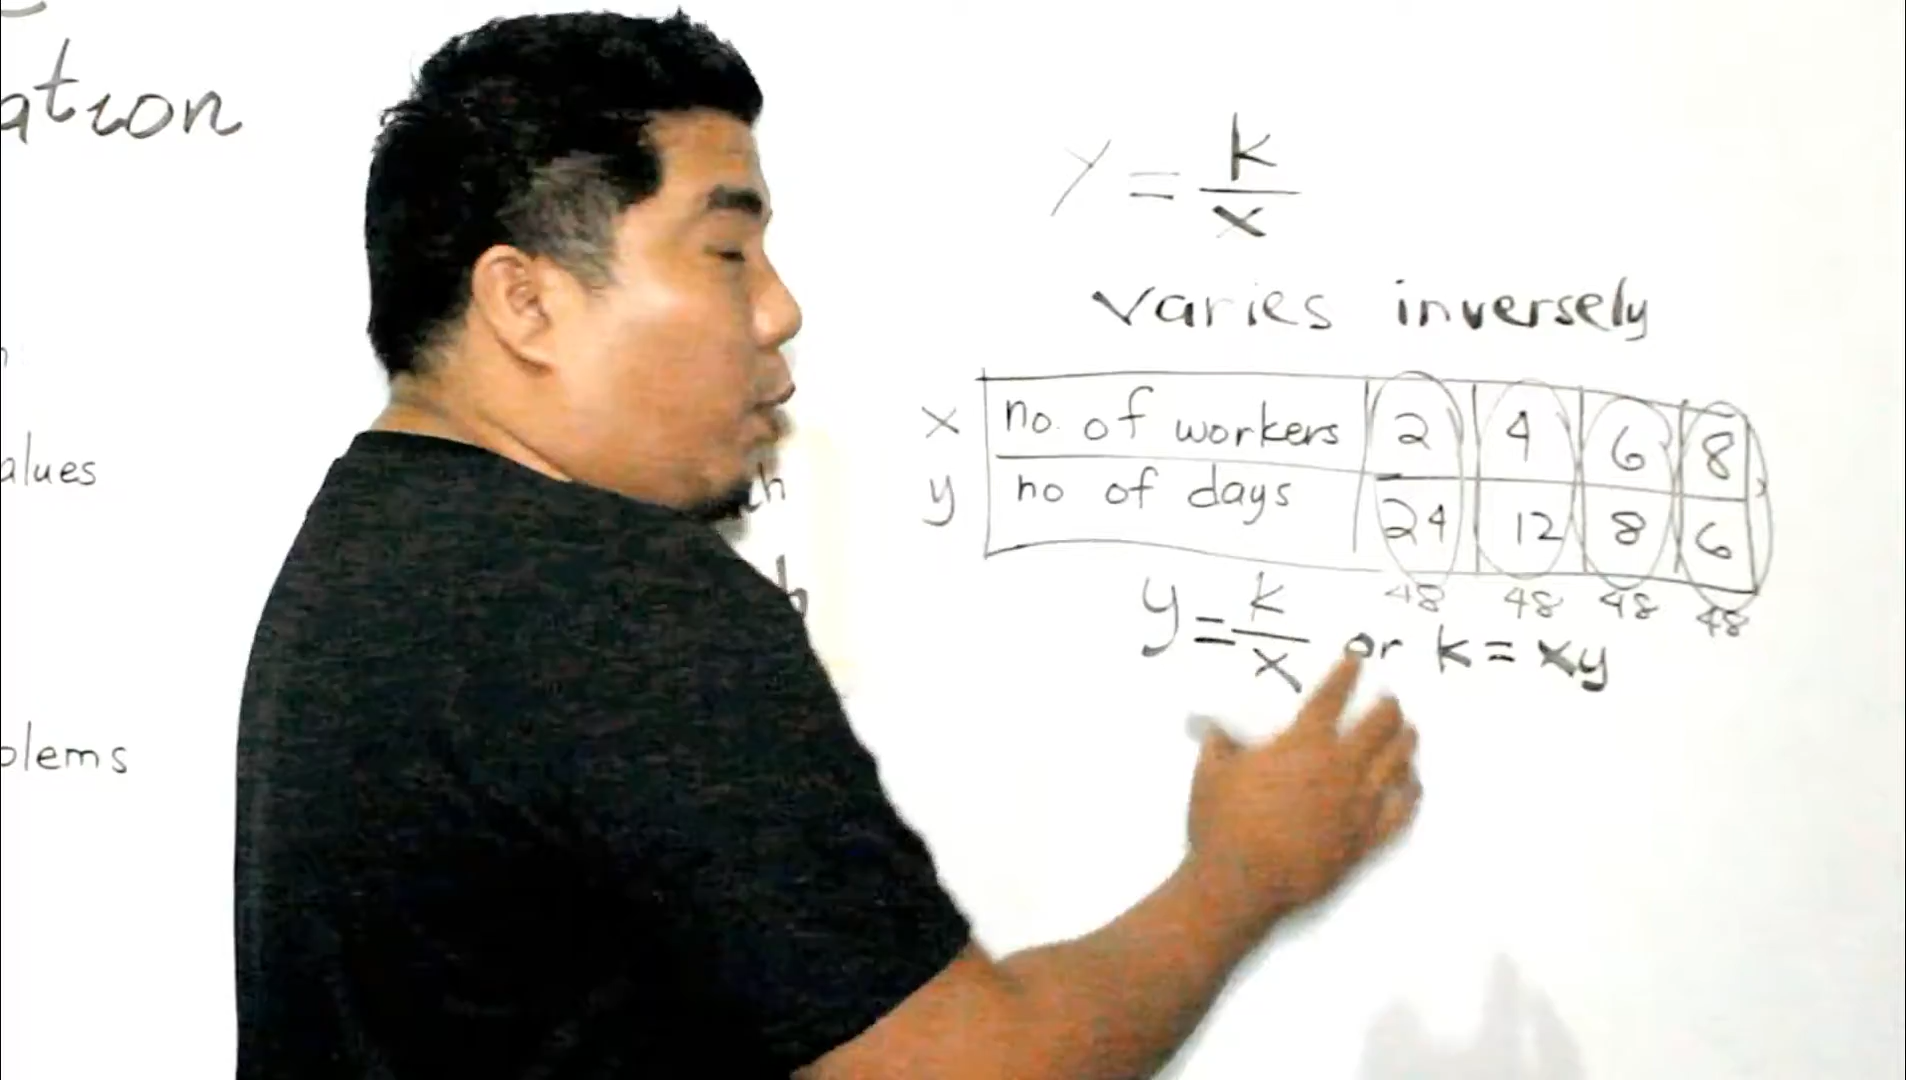 ation
y = k
x
varies inversely
x no. of workers 2 4 6 8
y no of days 24 12 8 6
48 48 48 48
y = k/x or k = xy
alues
blems